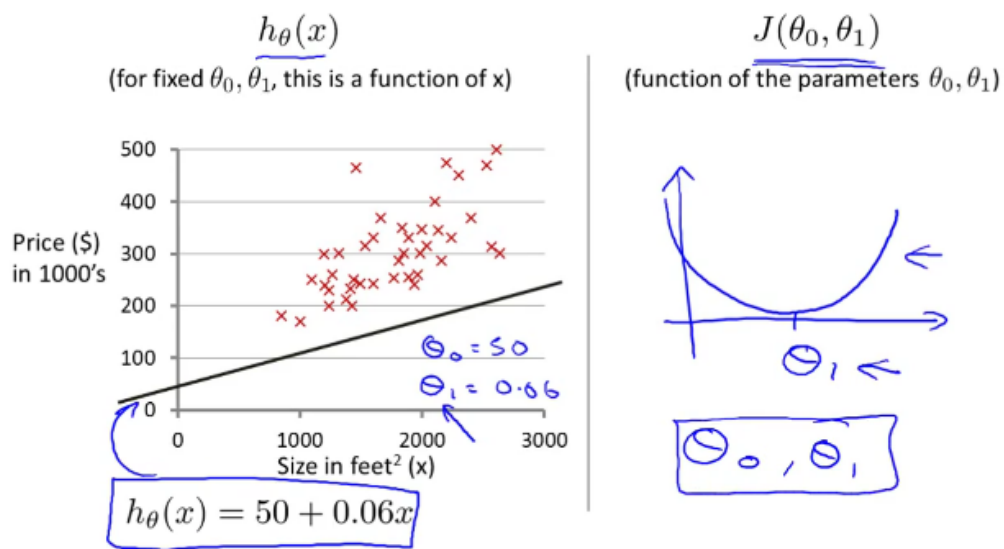 hθ(x)
(for fixed θ₀, θ₁, this is a function of x)
500
400
300
200
100
0
Price ($)
in 1000's
0 1000 2000 3000
Size in feet² (x)
Θ₀ = 50
Θ₁ = 0.06
hθ(x) = 50 + 0.06x
J(θ₀, θ₁)
(function of the parameters θ₀, θ₁)
Θ₁
Θ₀, Θ₁